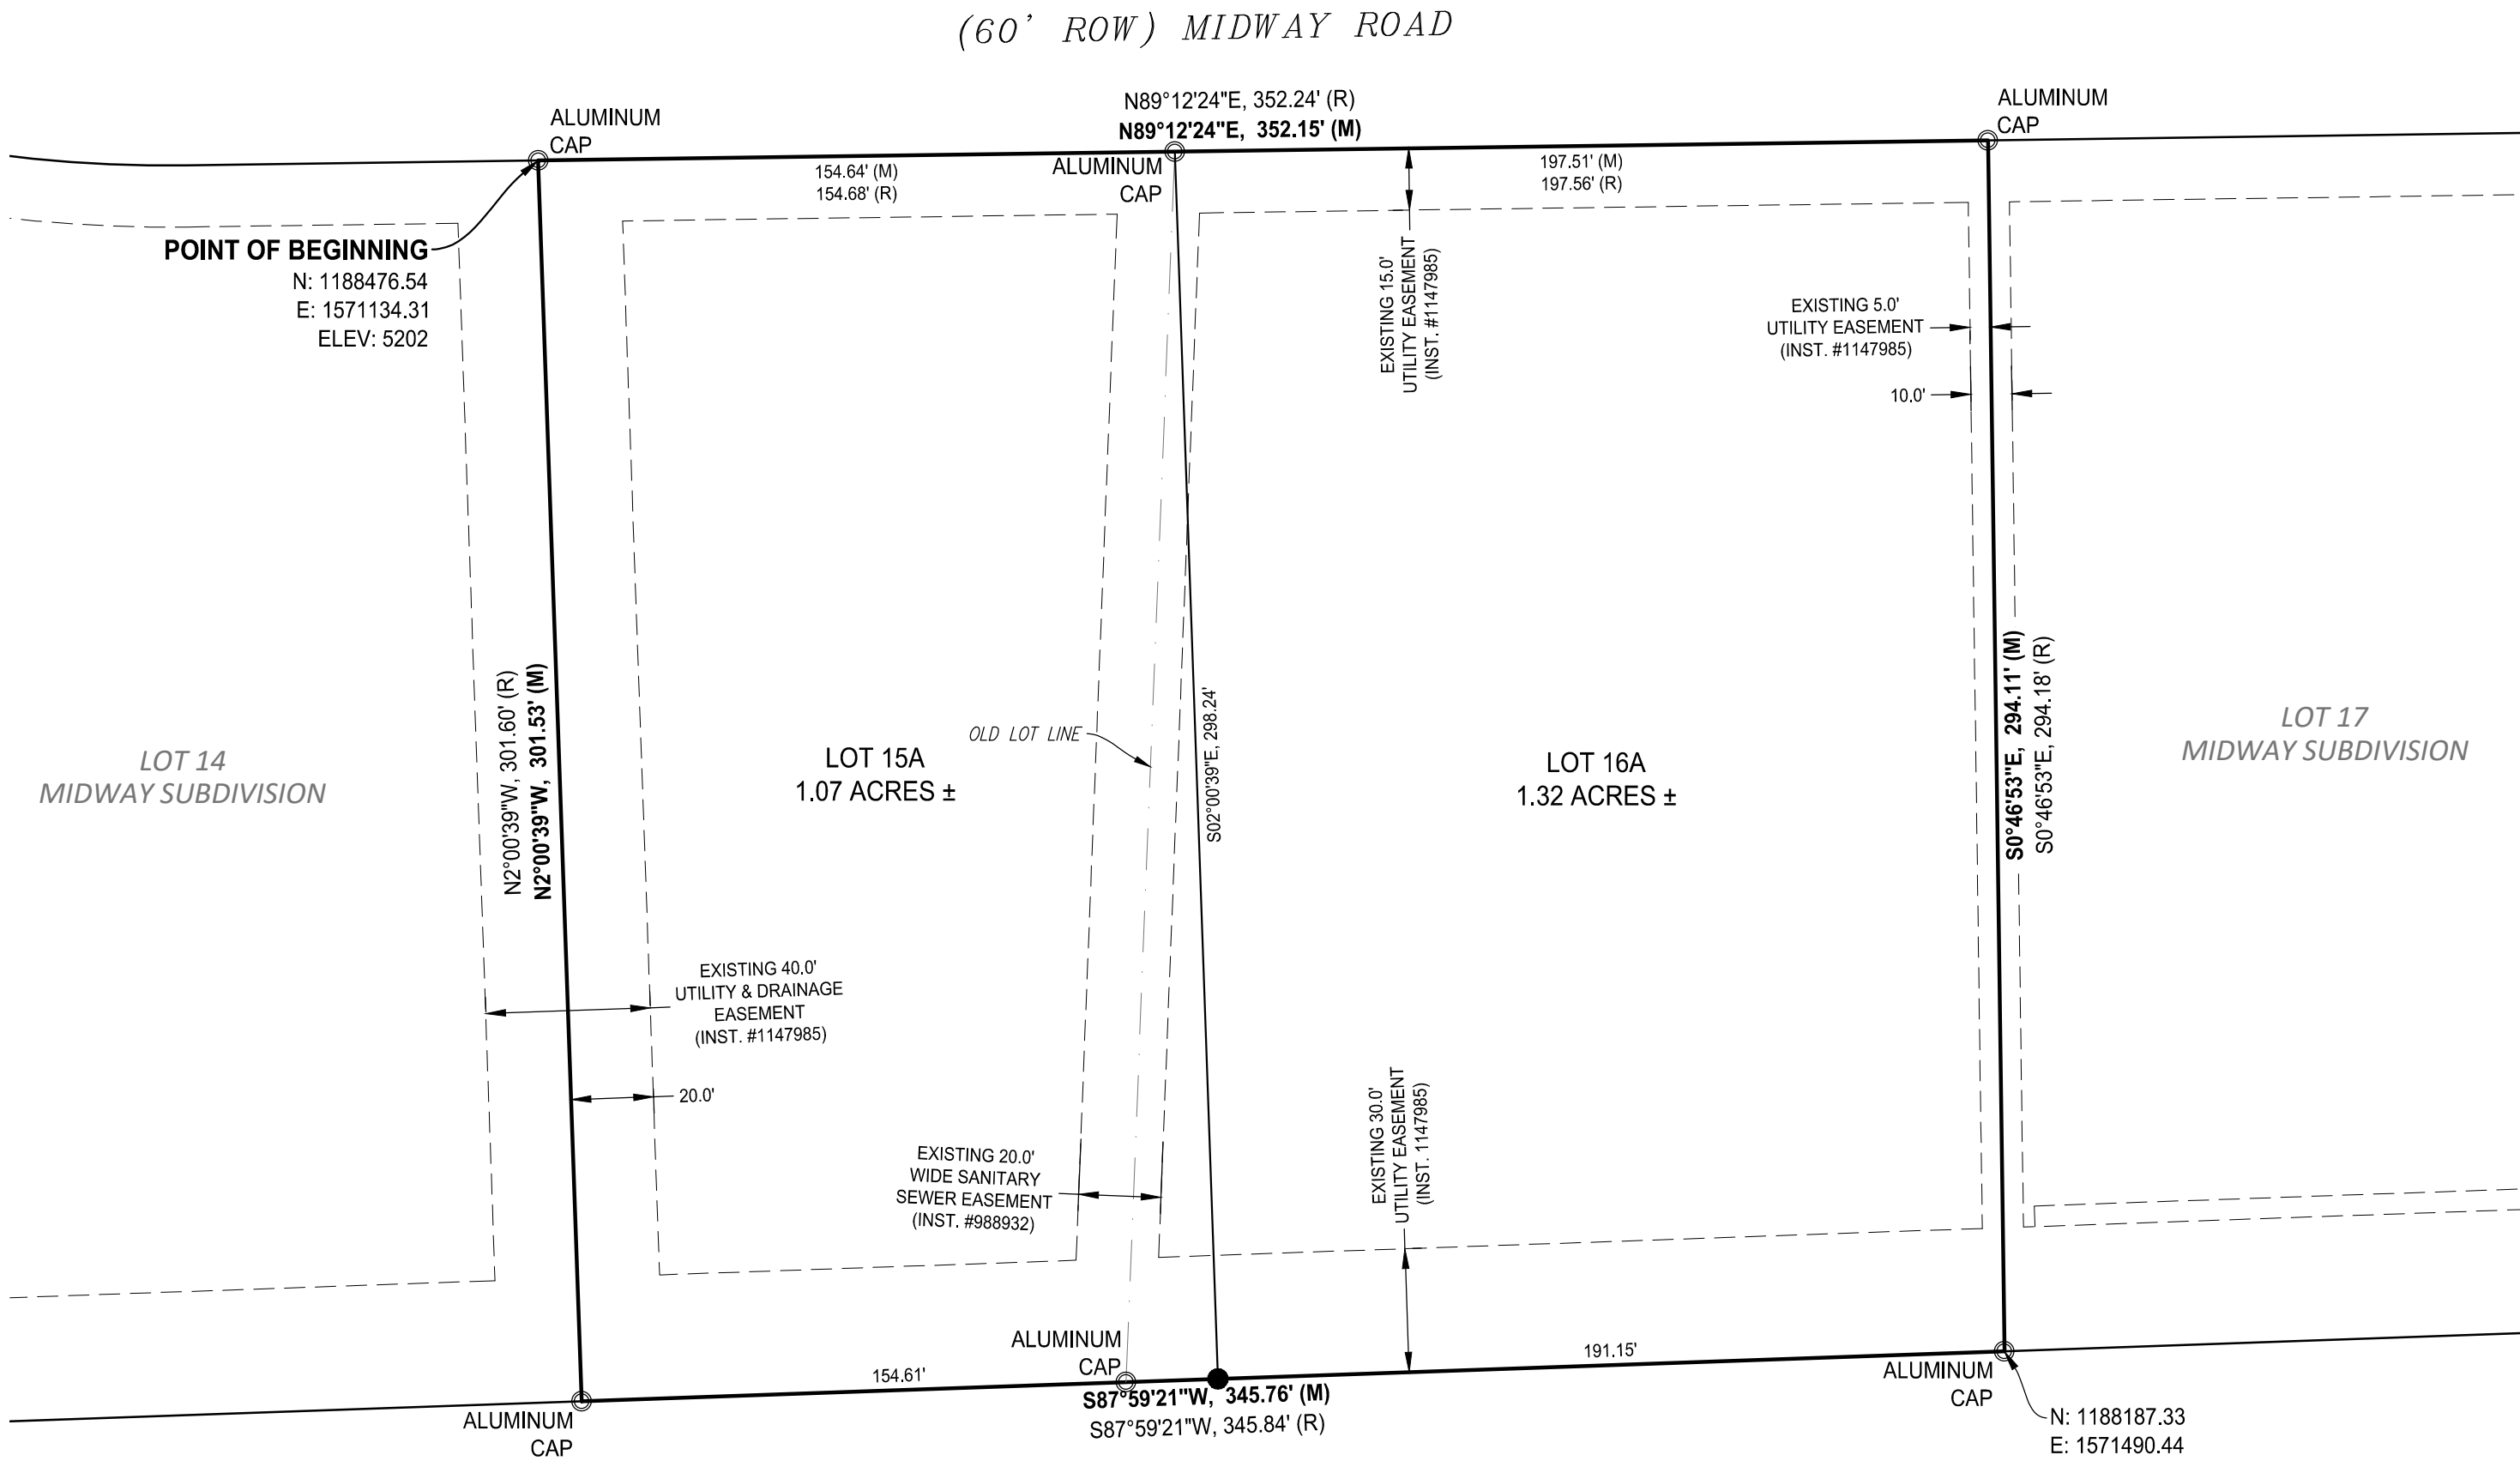 (60' ROW) MIDWAY ROAD
N89°12'24"E, 352.24' (R)
N89°12'24"E, 352.15' (M)
ALUMINUM
CAP
ALUMINUM
CAP
ALUMINUM
CAP
154.64' (M)
154.68' (R)
197.51' (M)
197.56' (R)
POINT OF BEGINNING
N: 1188476.54
E: 1571134.31
ELEV: 5202
EXISTING 15.0'
UTILITY EASEMENT
(INST. #1147985)
EXISTING 5.0'
UTILITY EASEMENT
(INST. #1147985)
10.0'
LOT 14
MIDWAY SUBDIVISION
N2°00'39"W, 301.60' (R)
N2°00'39"W, 301.53' (M)
LOT 15A
1.07 ACRES ±
OLD LOT LINE
S02°00'39"E, 298.24'
LOT 16A
1.32 ACRES ±
S0°46'53"E, 294.11' (M)
S0°46'53"E, 294.18' (R)
LOT 17
MIDWAY SUBDIVISION
EXISTING 40.0'
UTILITY & DRAINAGE
EASEMENT
(INST. #1147985)
20.0'
EXISTING 20.0'
WIDE SANITARY
SEWER EASEMENT
(INST. #988932)
EXISTING 30.0'
UTILITY EASEMENT
(INST. 1147985)
ALUMINUM
CAP
154.61'
191.15'
S87°59'21"W, 345.76' (M)
S87°59'21"W, 345.84' (R)
ALUMINUM
CAP
ALUMINUM
CAP
N: 1188187.33
E: 1571490.44